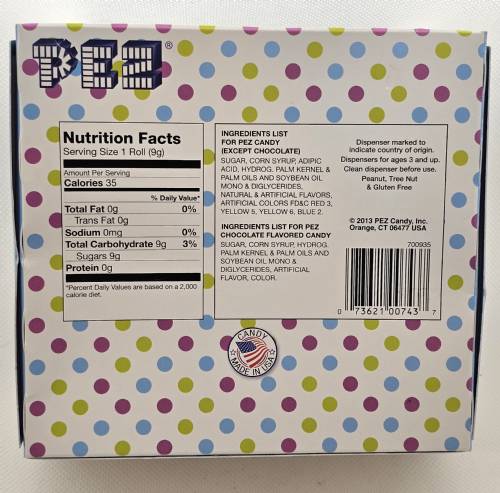 PEZ®
Nutrition Facts
Serving Size 1 Roll (9g)
Amount Per Serving
Calories 35
% Daily Value*
Total Fat 0g 0%
Trans Fat 0g
Sodium 0mg 0%
Total Carbohydrate 9g 3%
Sugars 9g
Protein 0g
*Percent Daily Values are based on a 2,000
calorie diet.
INGREDIENTS LIST
FOR PEZ CANDY
(EXCEPT CHOCOLATE)
SUGAR, CORN SYRUP, ADIPIC
ACID, HYDROG. PALM KERNEL &
PALM OILS AND SOYBEAN OIL
MONO & DIGLYCERIDES,
NATURAL & ARTIFICIAL FLAVORS,
ARTIFICIAL COLORS FD&C RED 3,
YELLOW 5, YELLOW 6, BLUE 2.
INGREDIENTS LIST FOR PEZ
CHOCOLATE FLAVORED CANDY
SUGAR, CORN SYRUP, HYDROG.
PALM KERNEL & PALM OILS AND
SOYBEAN OIL MONO &
DIGLYCERIDES, ARTIFICIAL
FLAVOR, COLOR.
Dispenser marked to
indicate country of origin.
Dispensers for ages 3 and up.
Clean dispenser before use.
Peanut, Tree Nut
& Gluten Free
© 2013 PEZ Candy, Inc.
Orange, CT 06477 USA
700935
0 73621 00743 7
CANDY
MADE IN USA